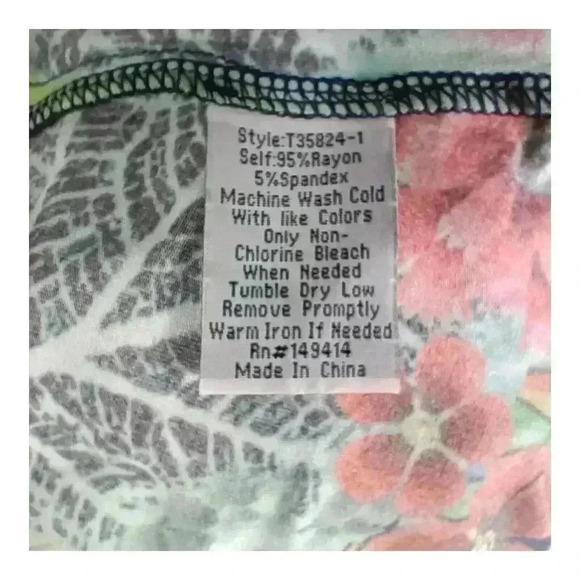 Style:T35824-1
Self:95%Rayon
5%Spandex
Machine Wash Cold
With like Colors
Only Non-
Chlorine Bleach
When Needed
Tumble Dry Low
Remove Promptly
Warm Iron If Needed
Rn#149414
Made In China